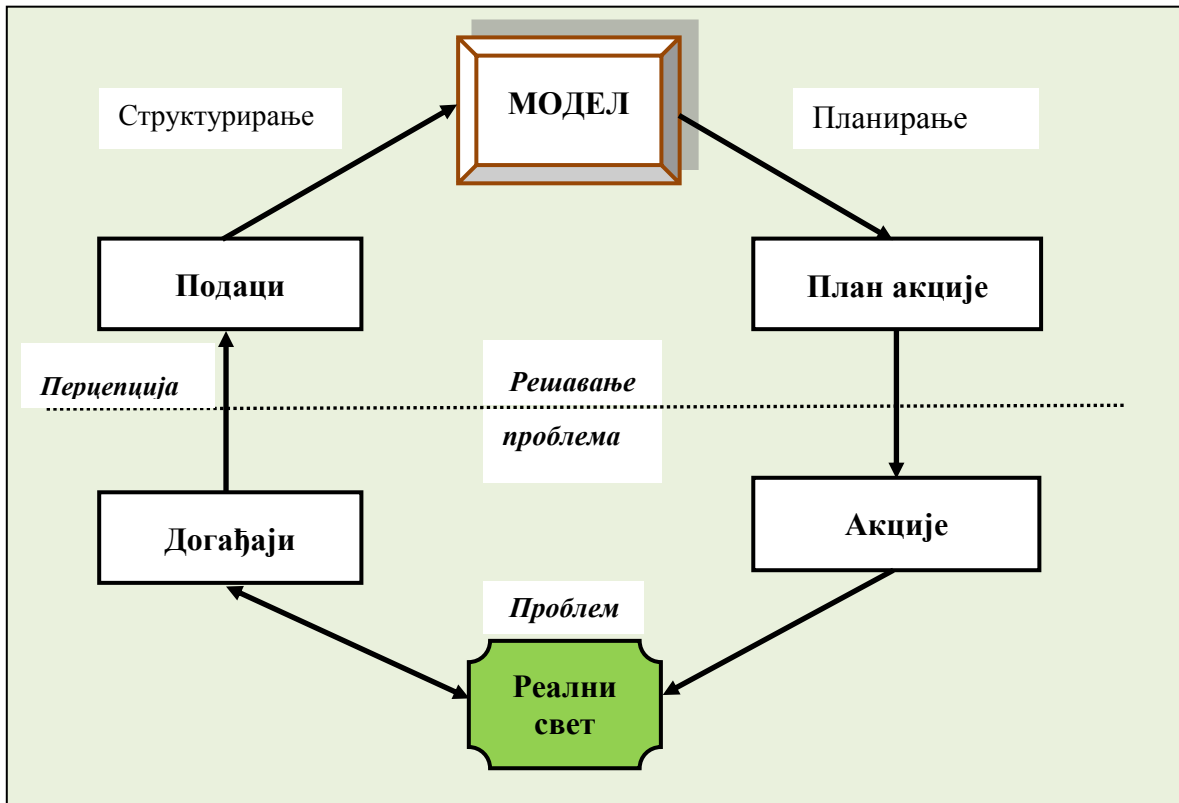 МОДЕЛ
Структурирање
Планирање
Подаци
План акције
Перцепција
Решавање
проблема
Догађаји
Акције
Проблем
Реални
свет